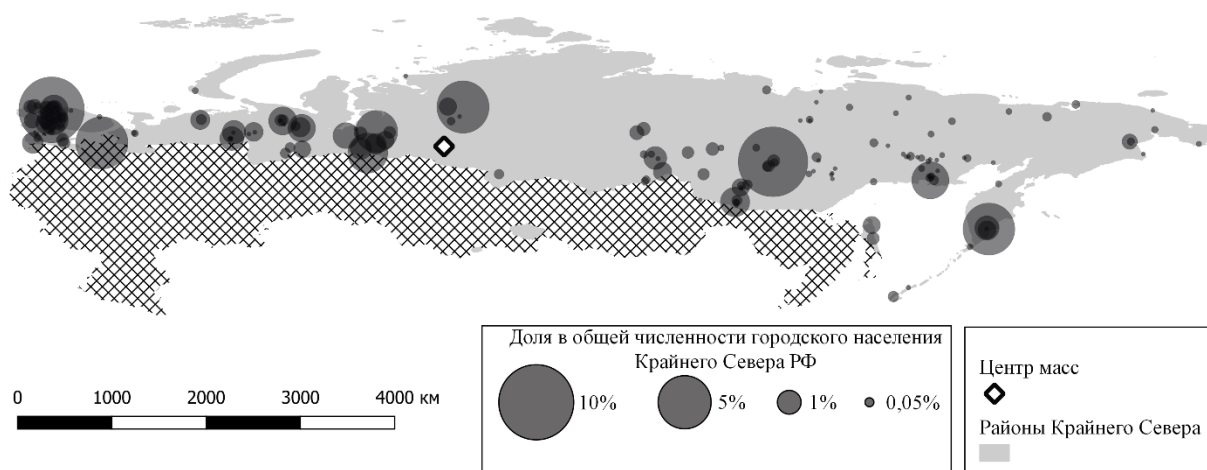 Доля в общей численности городского населения
Крайнего Севера РФ
10%
5%
1%
0,05%
Центр масс
Районы Крайнего Севера
0
1000
2000
3000
4000 км